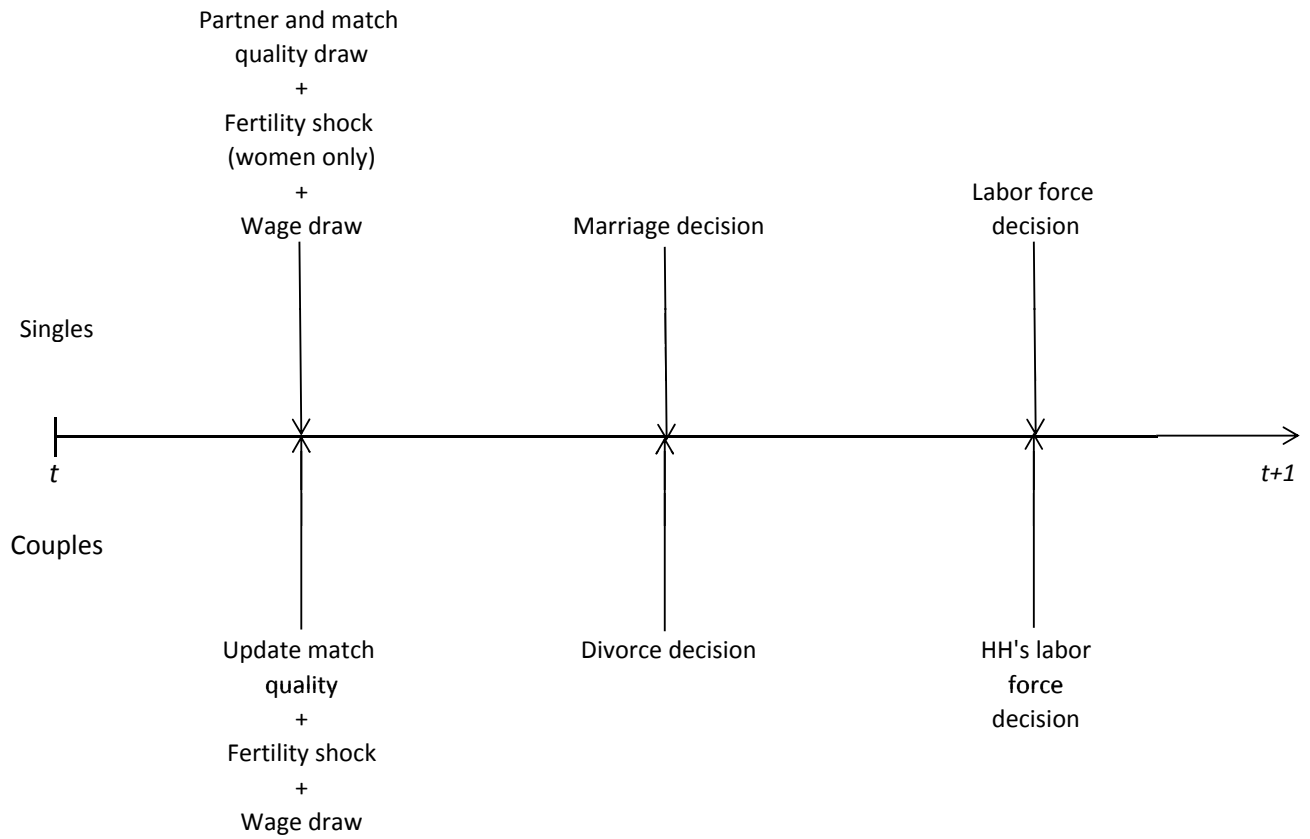 Partner and match
quality draw
+
Fertility shock
(women only)
+
Wage draw
Marriage decision
Labor force
decision
Singles
t
t+1
Couples
Update match
quality
+
Fertility shock
+
Wage draw
Divorce decision
HH's labor
force
decision